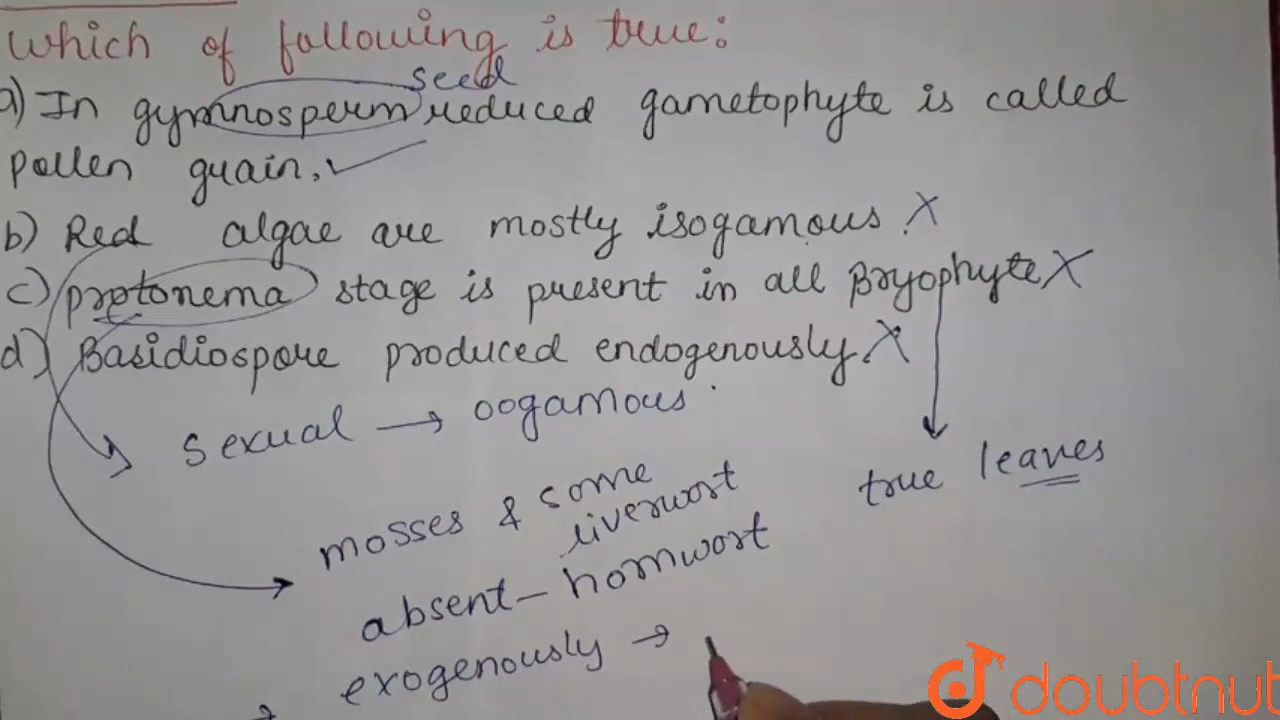 Which of following is true:
seed
a) In gymnosperm reduced gametophyte is called
pollen grain.
b) Red algae are mostly isogamous
c) protonema stage is present in all Bryophyte
d) Basidiospore produced endogenously
sexual → oogamous
true leaves
mosses & some
liverwort
absent - hornwort
exogenously →
doubtnut